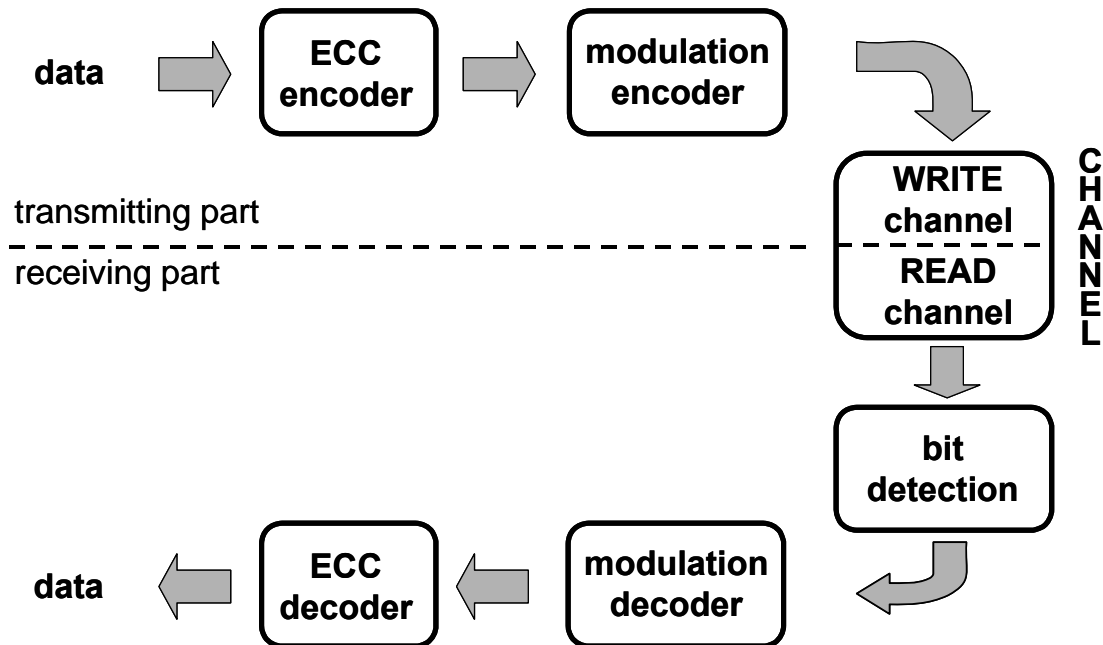 data
ECC
encoder
modulation
encoder
WRITE
channel
READ
channel
CHANNEL
transmitting part
receiving part
bit
detection
modulation
decoder
ECC
decoder
data